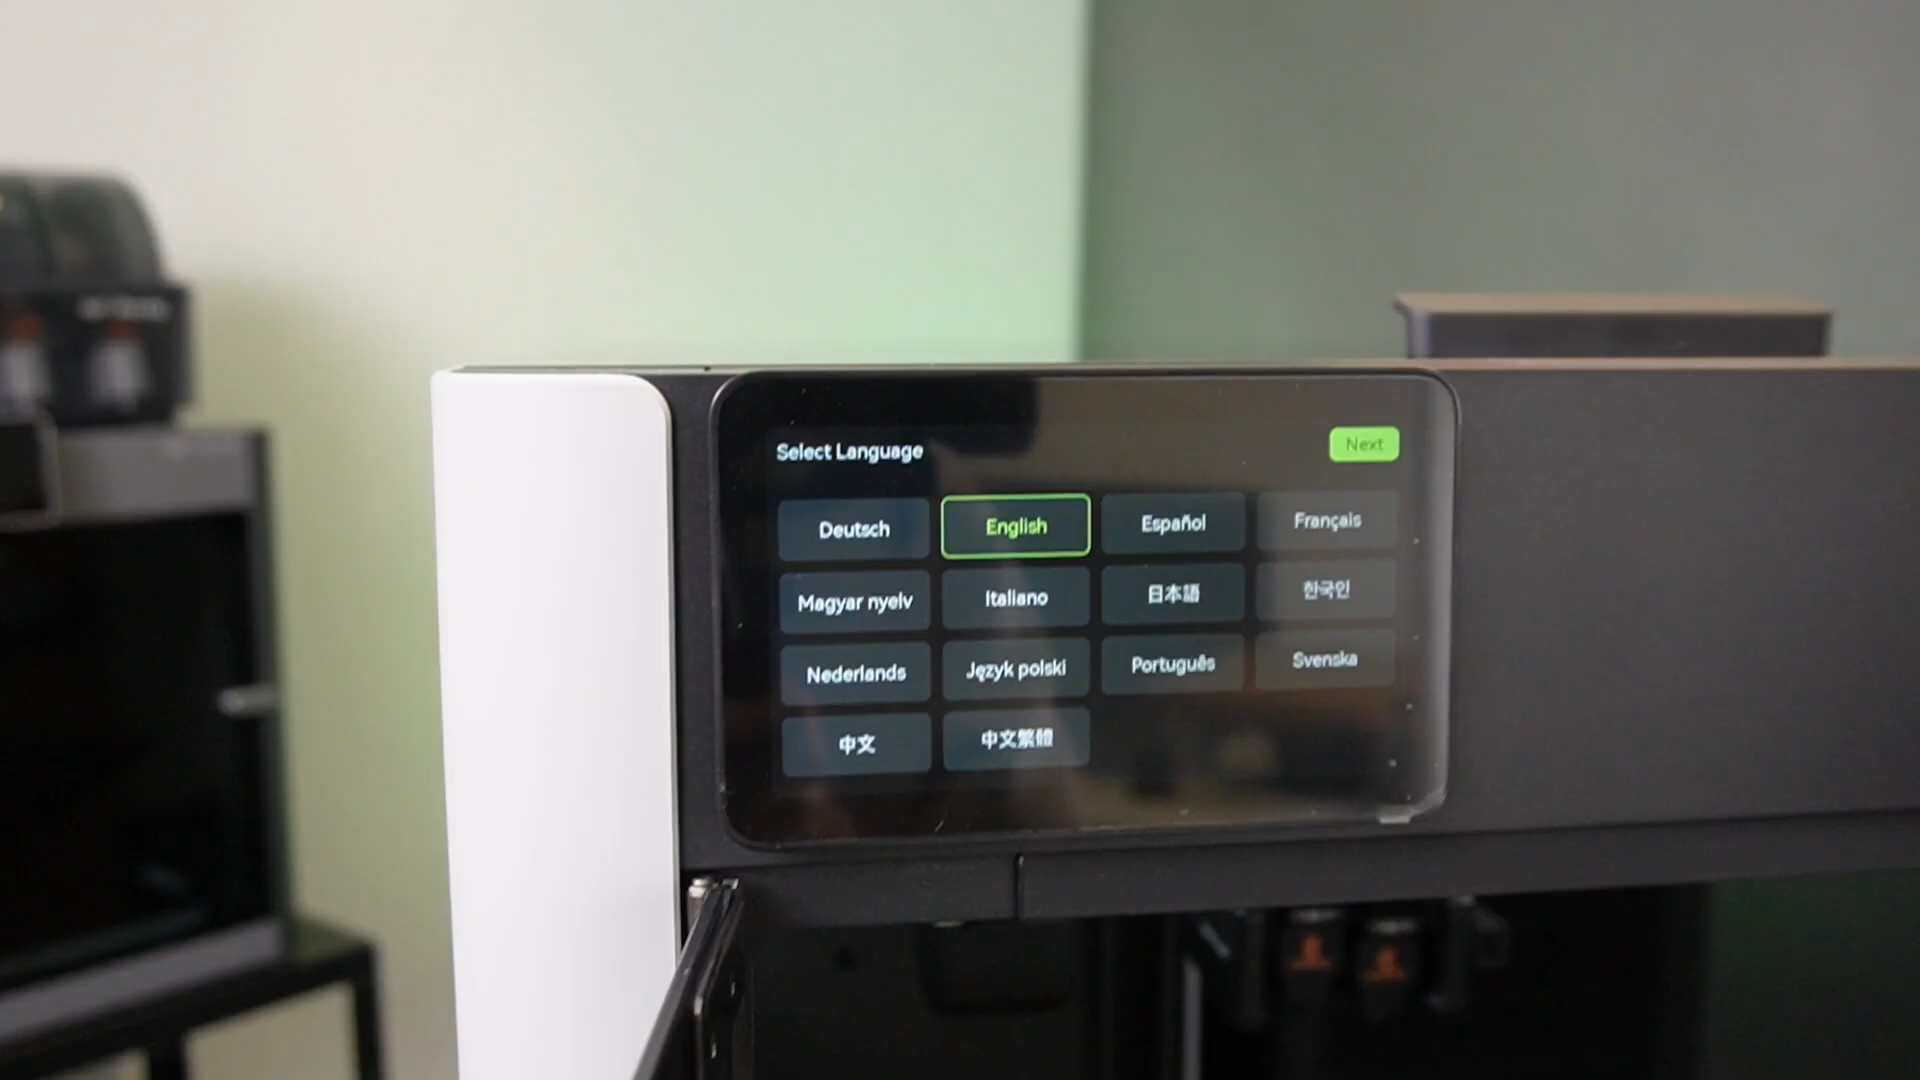 Select Language
Next
Deutsch
English
Español
Français
Magyar nyelv
Italiano
日本語
한국인
Nederlands
Język polski
Português
Svenska
中文
中文繁體